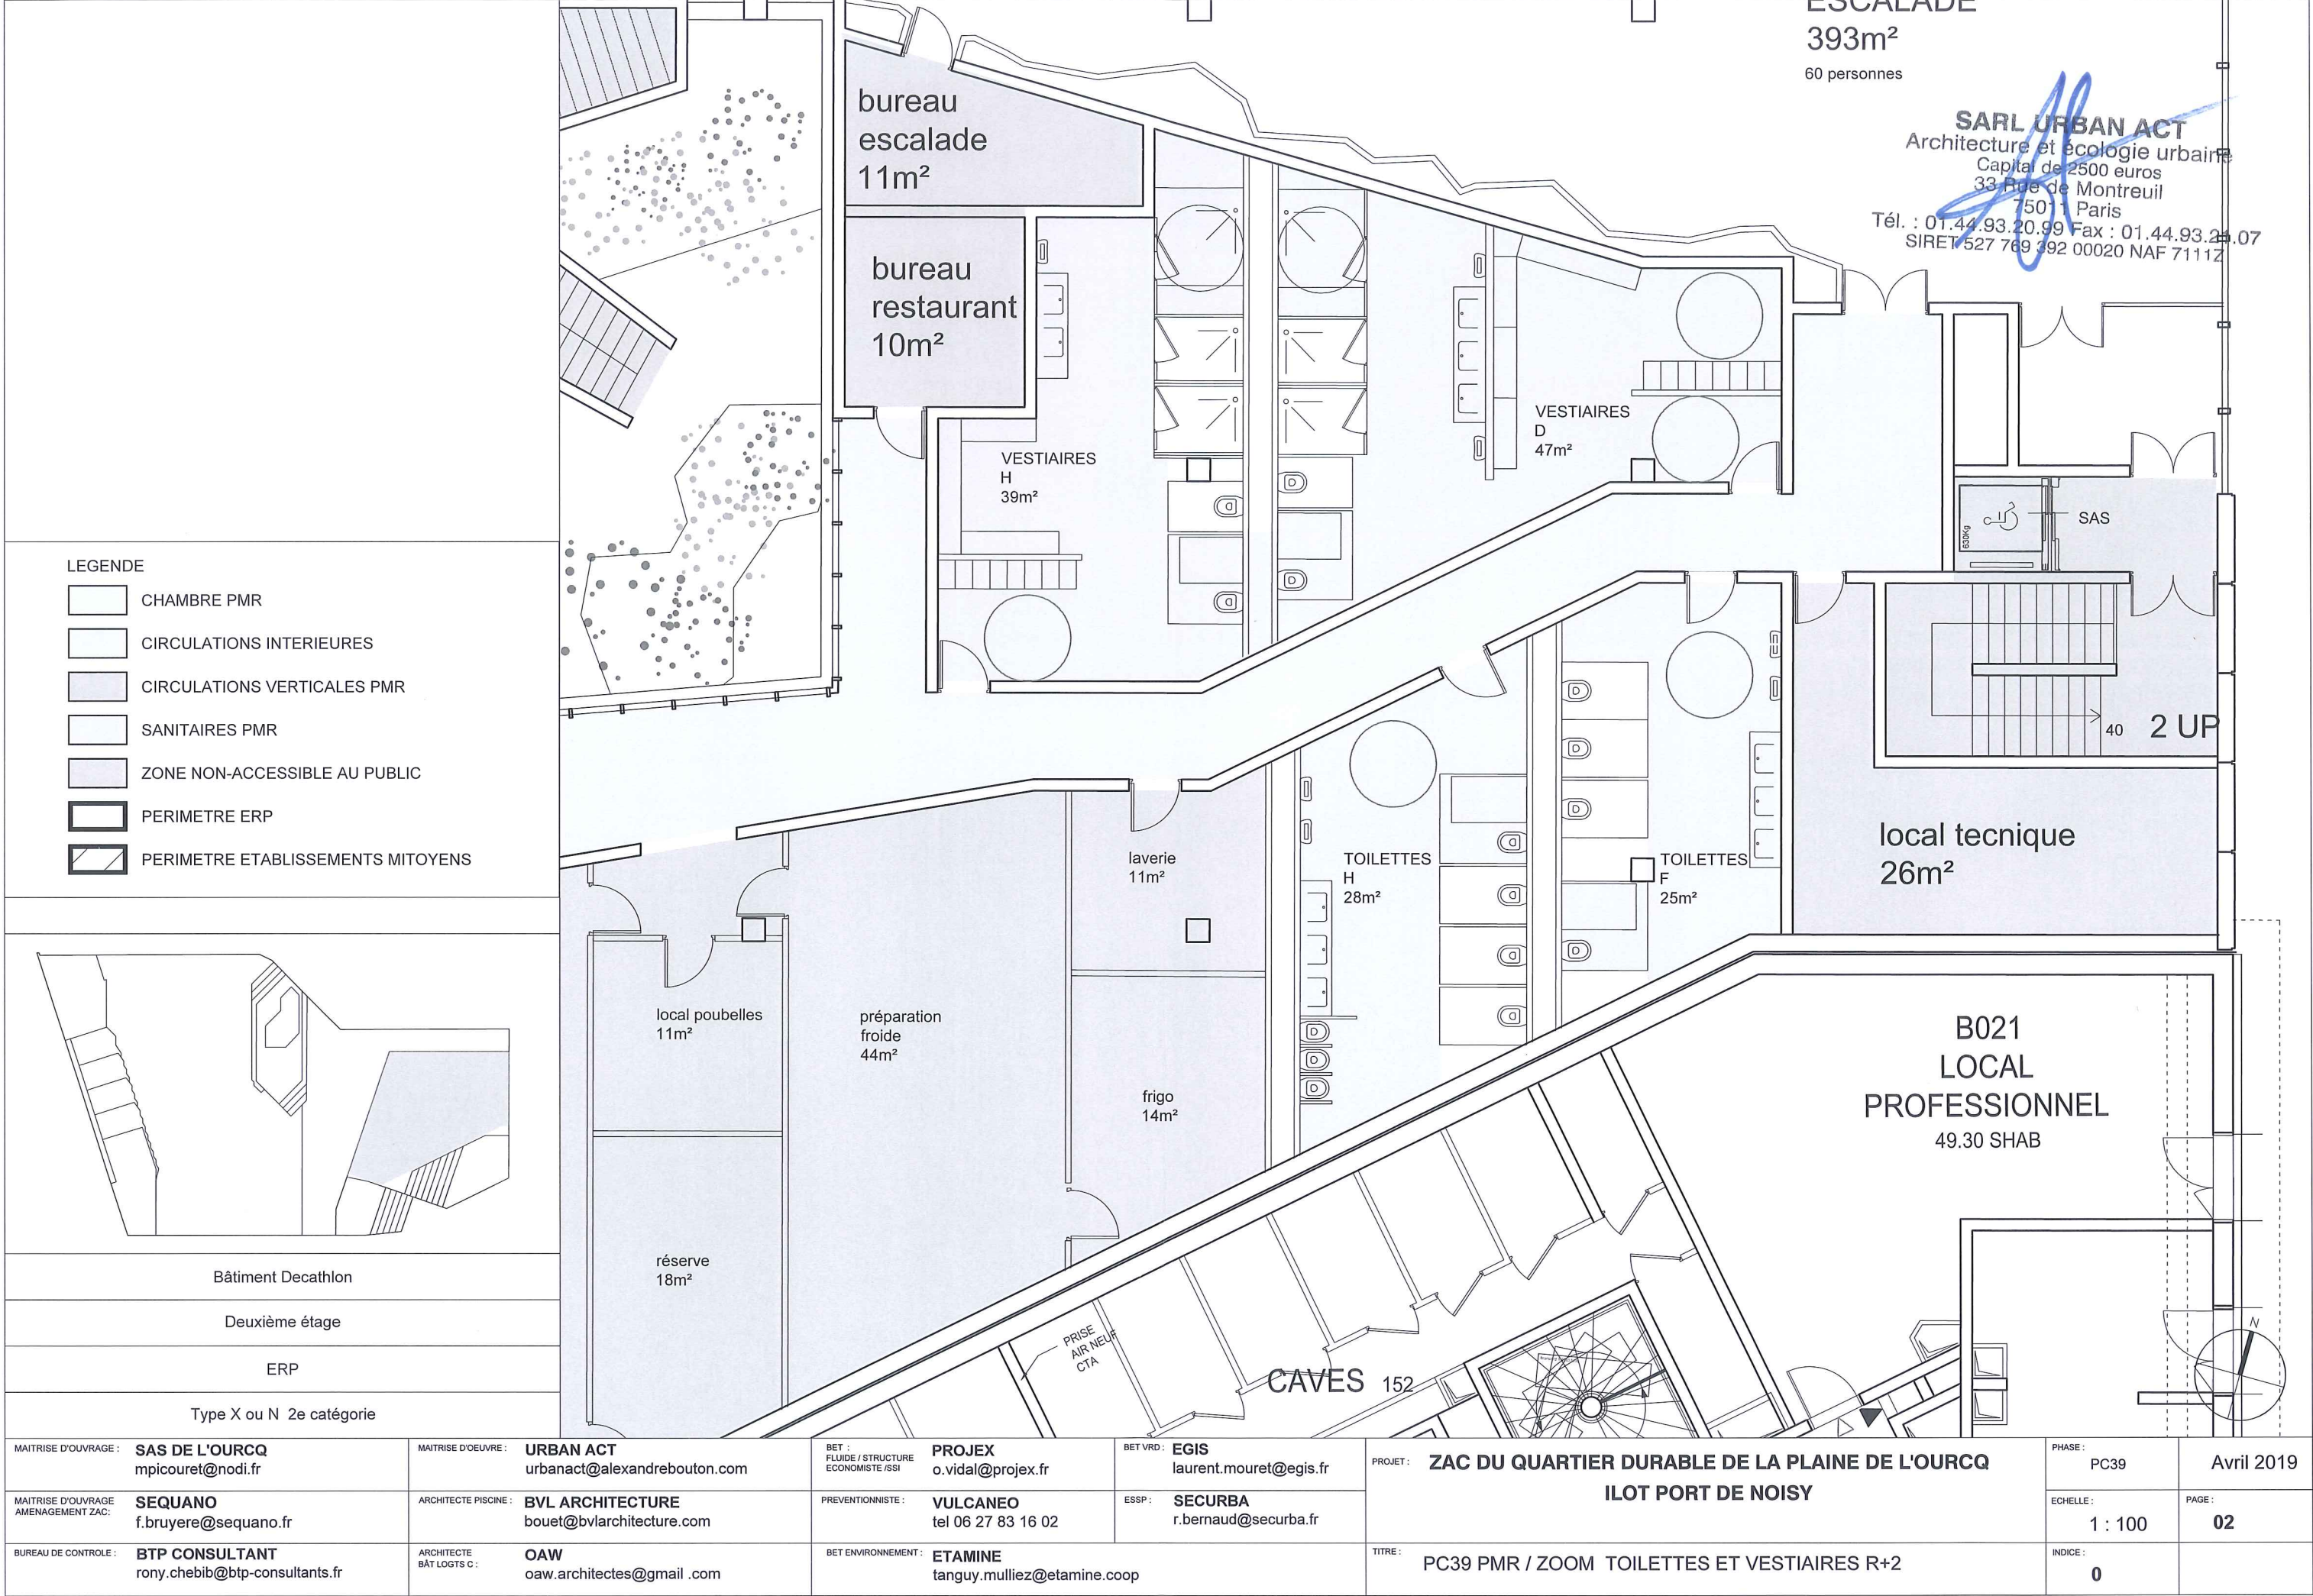 ESCALADE
393m²
60 personnes
SARL URBAN ACT
Architecture et écologie urbaine
Capital de 2500 euros
33 Rue de Montreuil
75011 Paris
Tél. : 01.44.93.20.99 Fax : 01.44.93.21.07
SIRET 527 769 392 00020 NAF 7111Z
bureau
escalade
11m²
bureau
restaurant
10m²
VESTIAIRES
H
39m²
VESTIAIRES
D
47m²
630Kg
SAS
40
2 UP
LEGENDE
CHAMBRE PMR
CIRCULATIONS INTERIEURES
CIRCULATIONS VERTICALES PMR
SANITAIRES PMR
ZONE NON-ACCESSIBLE AU PUBLIC
PERIMETRE ERP
PERIMETRE ETABLISSEMENTS MITOYENS
laverie
11m²
TOILETTES
H
28m²
TOILETTES
F
25m²
local tecnique
26m²
local poubelles
11m²
préparation
froide
44m²
frigo
14m²
réserve
18m²
B021
LOCAL
PROFESSIONNEL
49.30 SHAB
PRISE
AIR NEUF
CTA
CAVES 152
N
Bâtiment Decathlon
Deuxième étage
ERP
Type X ou N 2e catégorie
MAITRISE D'OUVRAGE : SAS DE L'OURCQ
mpicouret@nodi.fr
MAITRISE D'OEUVRE : URBAN ACT
urbanact@alexandrebouton.com
BET :
FLUIDE / STRUCTURE
ECONOMISTE /SSI
PROJEX
o.vidal@projex.fr
BET VRD : EGIS
laurent.mouret@egis.fr
PROJET : ZAC DU QUARTIER DURABLE DE LA PLAINE DE L'OURCQ
ILOT PORT DE NOISY
PHASE :
PC39
Avril 2019
MAITRISE D'OUVRAGE
AMENAGEMENT ZAC:
SEQUANO
f.bruyere@sequano.fr
ARCHITECTE PISCINE : BVL ARCHITECTURE
bouet@bvlarchitecture.com
PREVENTIONNISTE : VULCANEO
tel 06 27 83 16 02
ESSP : SECURBA
r.bernaud@securba.fr
ECHELLE :
1 : 100
PAGE :
02
BUREAU DE CONTROLE : BTP CONSULTANT
rony.chebib@btp-consultants.fr
ARCHITECTE
BÂT LOGTS C :
OAW
oaw.architectes@gmail .com
BET ENVIRONNEMENT : ETAMINE
tanguy.mulliez@etamine.coop
TITRE : PC39 PMR / ZOOM TOILETTES ET VESTIAIRES R+2
INDICE :
0